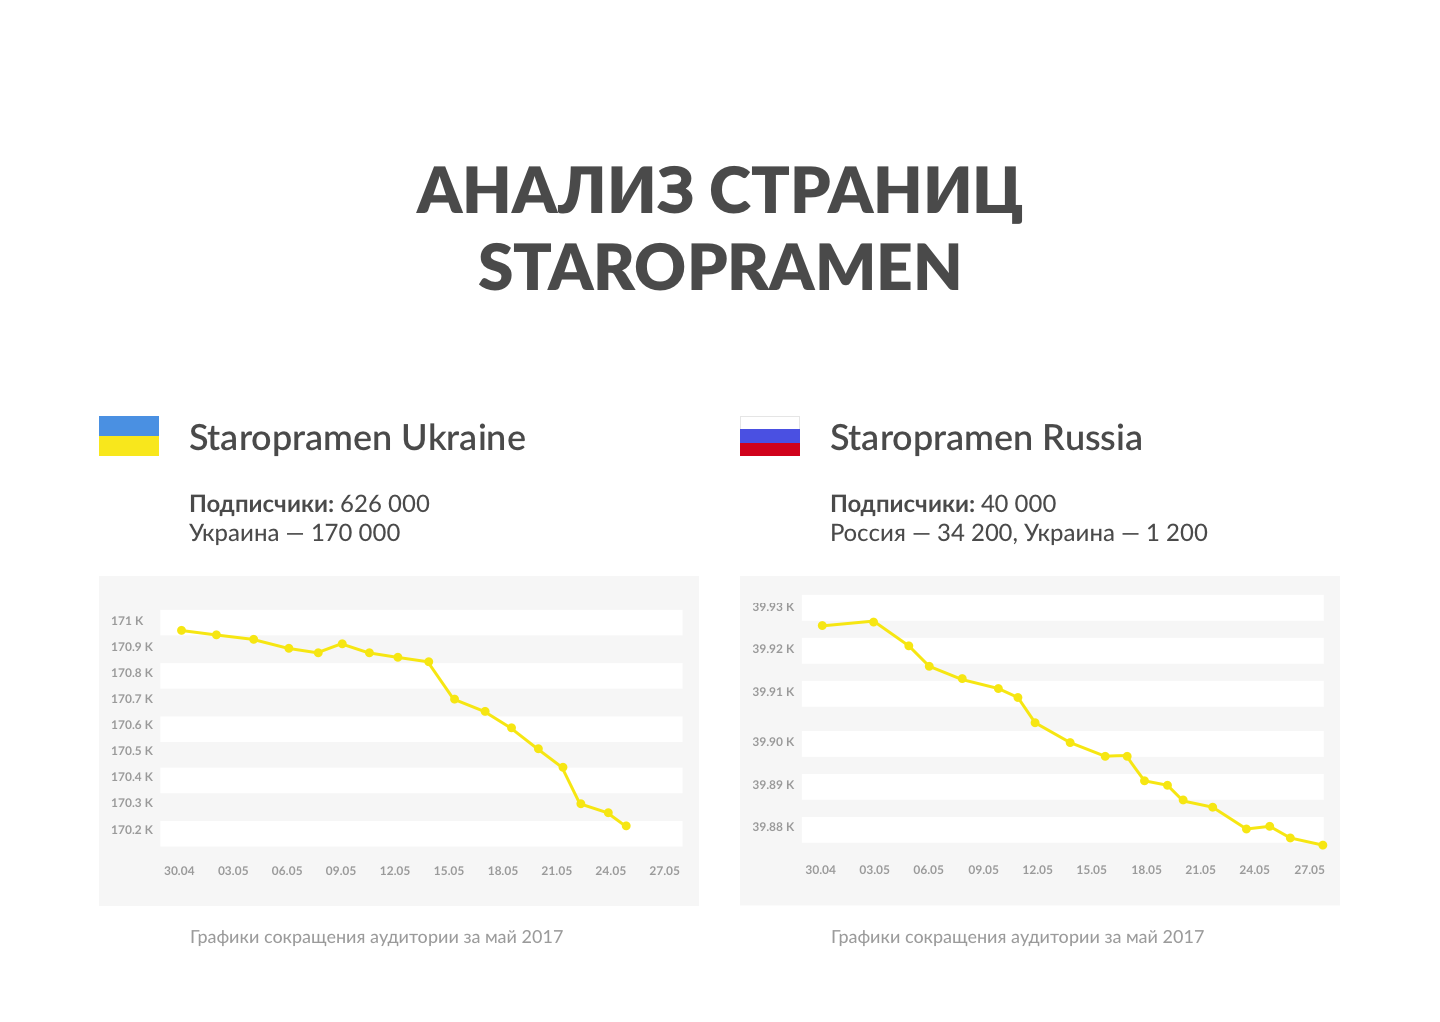 АНАЛИЗ СТРАНИЦ
STAROPRAMEN
Staropramen Ukraine
Подписчики: 626 000
Украина — 170 000
171 K
170.9 K
170.8 K
170.7 K
170.6 K
170.5 K
170.4 K
170.3 K
170.2 K
30.04 03.05 06.05 09.05 12.05 15.05 18.05 21.05 24.05 27.05
Графики сокращения аудитории за май 2017
Staropramen Russia
Подписчики: 40 000
Россия — 34 200, Украина — 1 200
39.93 K
39.92 K
39.91 K
39.90 K
39.89 K
39.88 K
30.04 03.05 06.05 09.05 12.05 15.05 18.05 21.05 24.05 27.05
Графики сокращения аудитории за май 2017